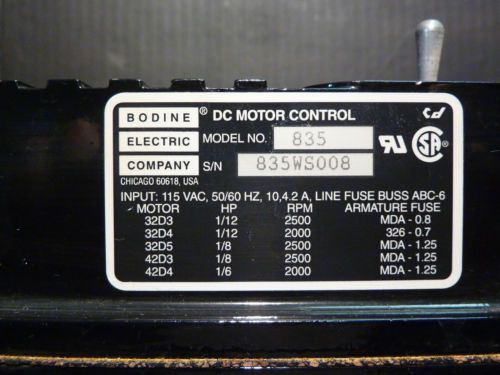 BODINE ® DC MOTOR CONTROL
ELECTRIC MODEL NO. 835
COMPANY S/N 835WS008
CHICAGO 60618, USA
INPUT: 115 VAC, 50/60 HZ, 10,4.2 A, LINE FUSE BUSS ABC-6
MOTOR HP RPM ARMATURE FUSE
32D3 1/12 2500 MDA - 0.8
32D4 1/12 2000 326 - 0.7
32D5 1/8 2500 MDA - 1.25
42D3 1/8 2500 MDA - 1.25
42D4 1/6 2000 MDA - 1.25